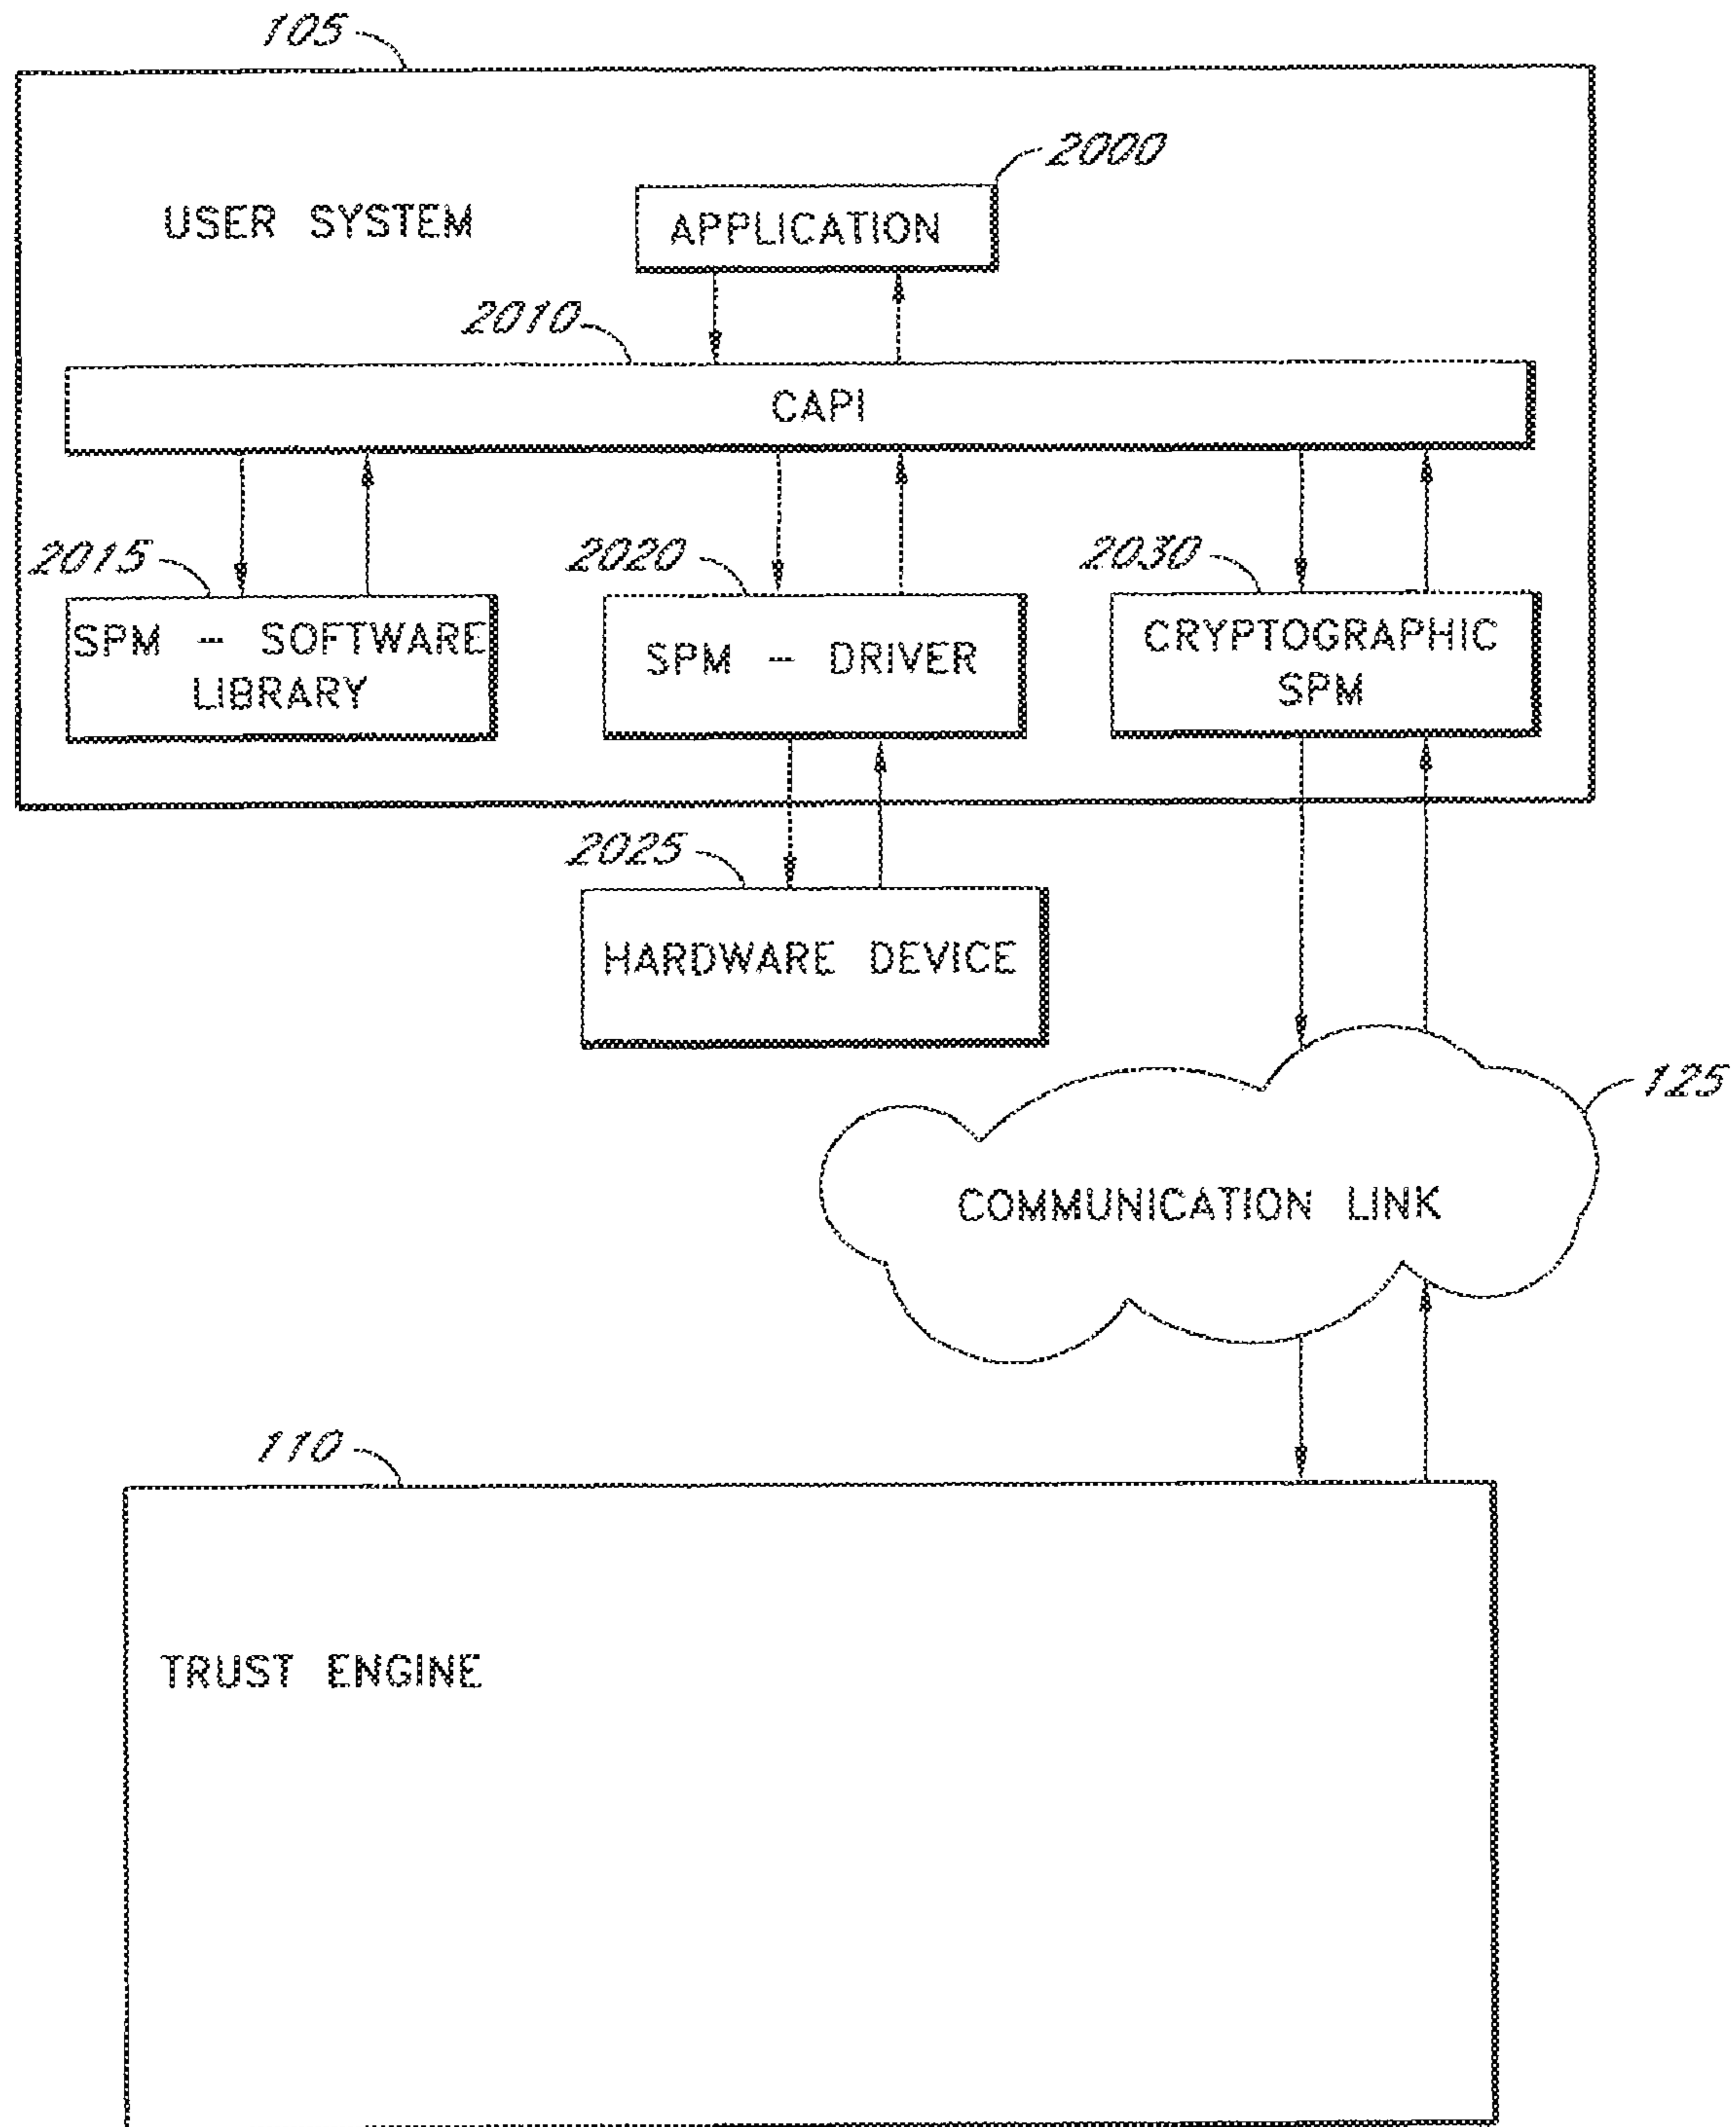 105
2000
USER SYSTEM
APPLICATION
2010
CAPI
2015
2020
2030
SPM - SOFTWARE
LIBRARY
SPM - DRIVER
CRYPTOGRAPHIC
SPM
2025
HARDWARE DEVICE
125
COMMUNICATION LINK
110
TRUST ENGINE